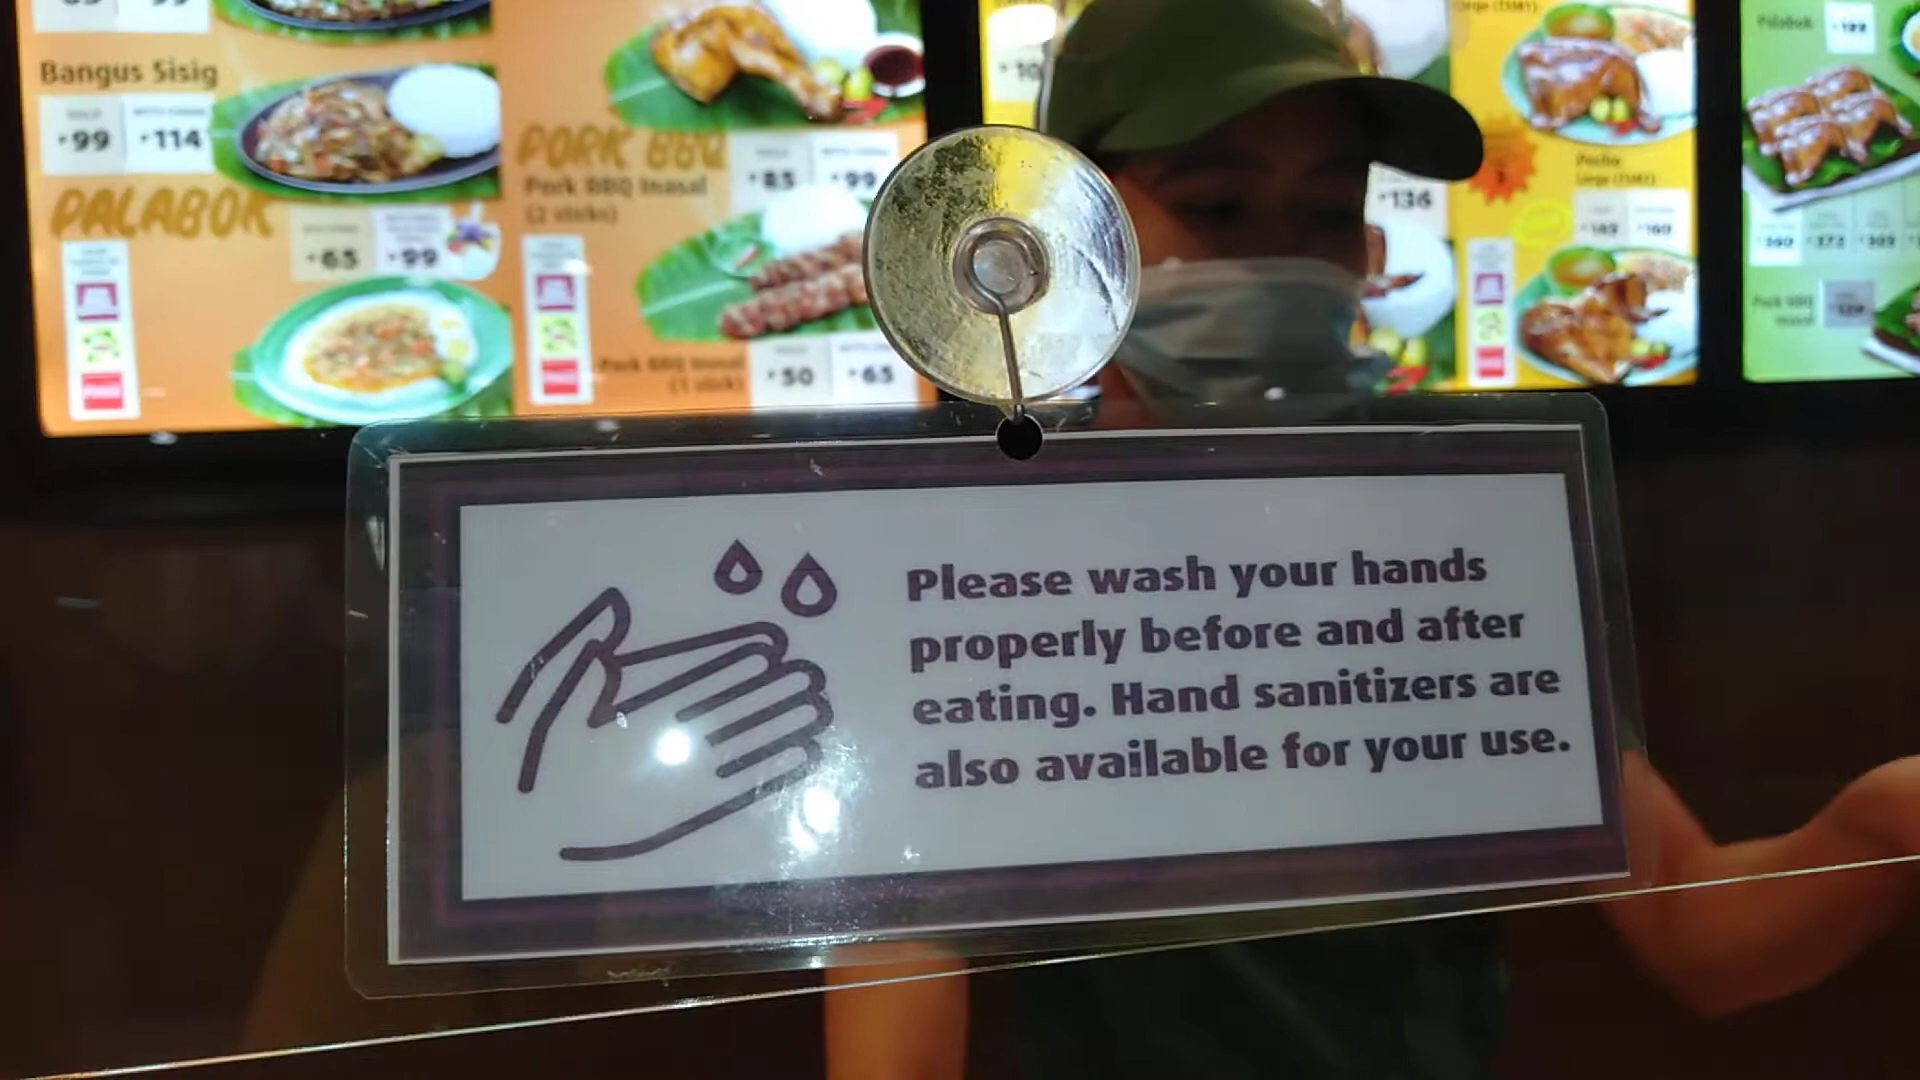 Bangus Sisig
99 114
PALABOK
65 99
PORK BBQ
Pork BBQ Inasal
(2 sticks)
85 99
Pork BBQ Inasal
(1 stick)
50 65
136
Palabok
Please wash your hands
properly before and after
eating. Hand sanitizers are
also available for your use.